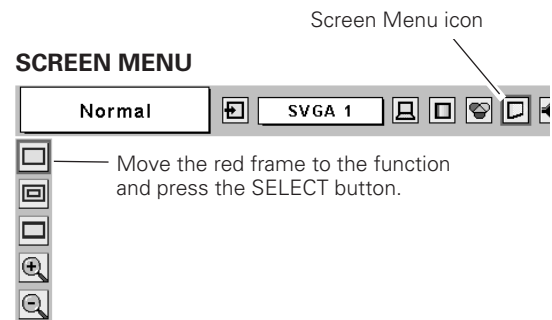 Screen Menu icon
SCREEN MENU
Normal
SVGA 1
Move the red frame to the function
and press the SELECT button.